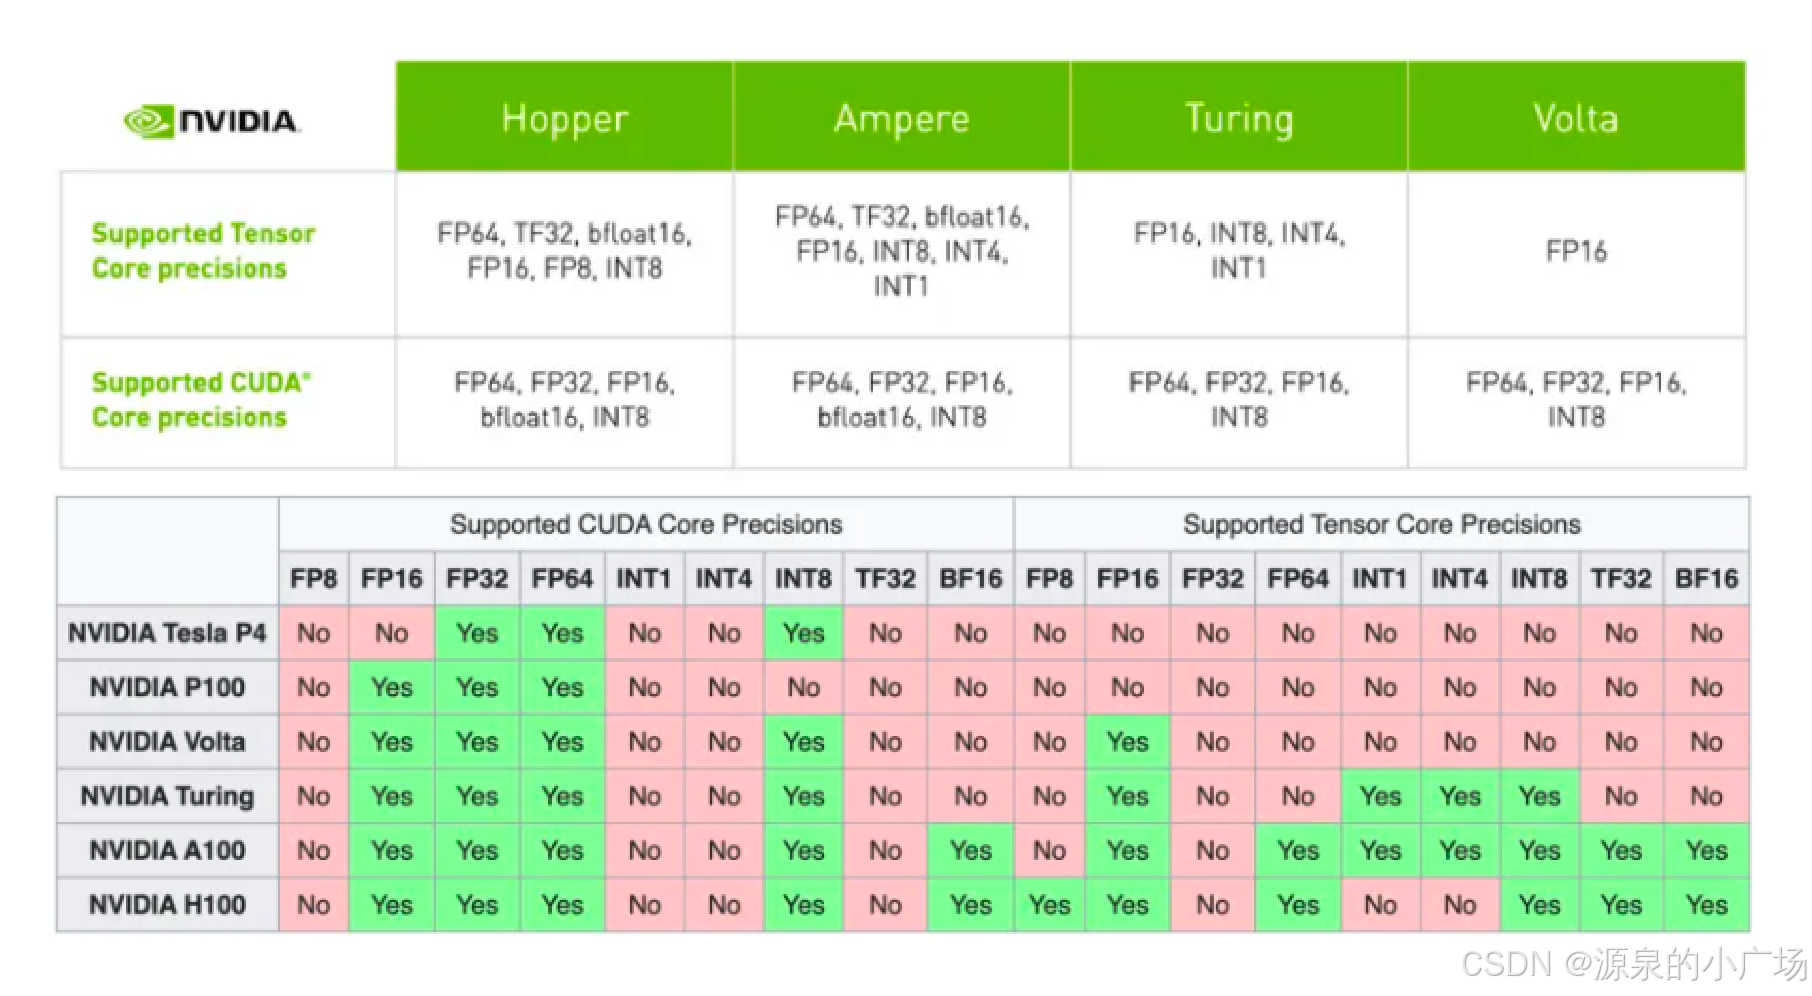 NVIDIA.
Hopper Ampere Turing Volta
Supported Tensor
Core precisions
FP64, TF32, bfloat16,
FP16, FP8, INT8
FP64, TF32, bfloat16,
FP16, INT8, INT4,
INT1
FP16, INT8, INT4,
INT1
FP16
Supported CUDA®
Core precisions
FP64, FP32, FP16,
bfloat16, INT8
FP64, FP32, FP16,
bfloat16, INT8
FP64, FP32, FP16,
INT8
FP64, FP32, FP16,
INT8
Supported CUDA Core Precisions Supported Tensor Core Precisions
FP8 FP16 FP32 FP64 INT1 INT4 INT8 TF32 BF16 FP8 FP16 FP32 FP64 INT1 INT4 INT8 TF32 BF16
NVIDIA Tesla P4 No No Yes Yes No No Yes No No No No No No No No No No No
NVIDIA P100 No Yes Yes Yes No No No No No No No No No No No No No No
NVIDIA Volta No Yes Yes Yes No No Yes No No No Yes No No No No No No No
NVIDIA Turing No Yes Yes Yes No No Yes No No No Yes No No Yes Yes Yes No No
NVIDIA A100 No Yes Yes Yes No No Yes No Yes No Yes No Yes Yes Yes Yes Yes Yes
NVIDIA H100 No Yes Yes Yes No No Yes No Yes Yes Yes No Yes No No Yes Yes Yes
CSDN @源泉的小广场